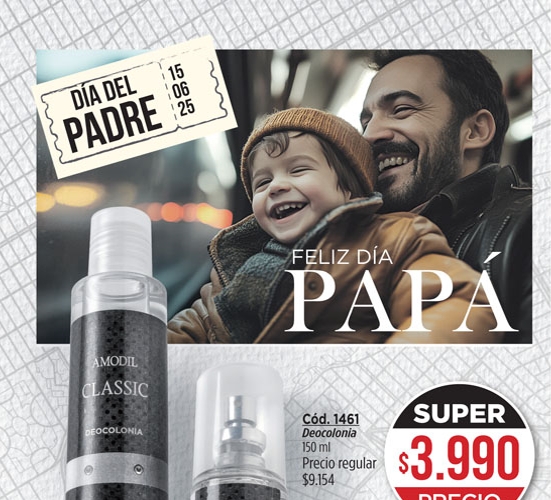 DÍA DEL
PADRE
15
06
25
FELIZ DÍA
PAPÁ
AMODIL
CLASSIC
DEOCOLONIA
Cód. 1461
Deocolonia
150 ml
Precio regular
$9.154
SUPER
$3.990
PRECIO